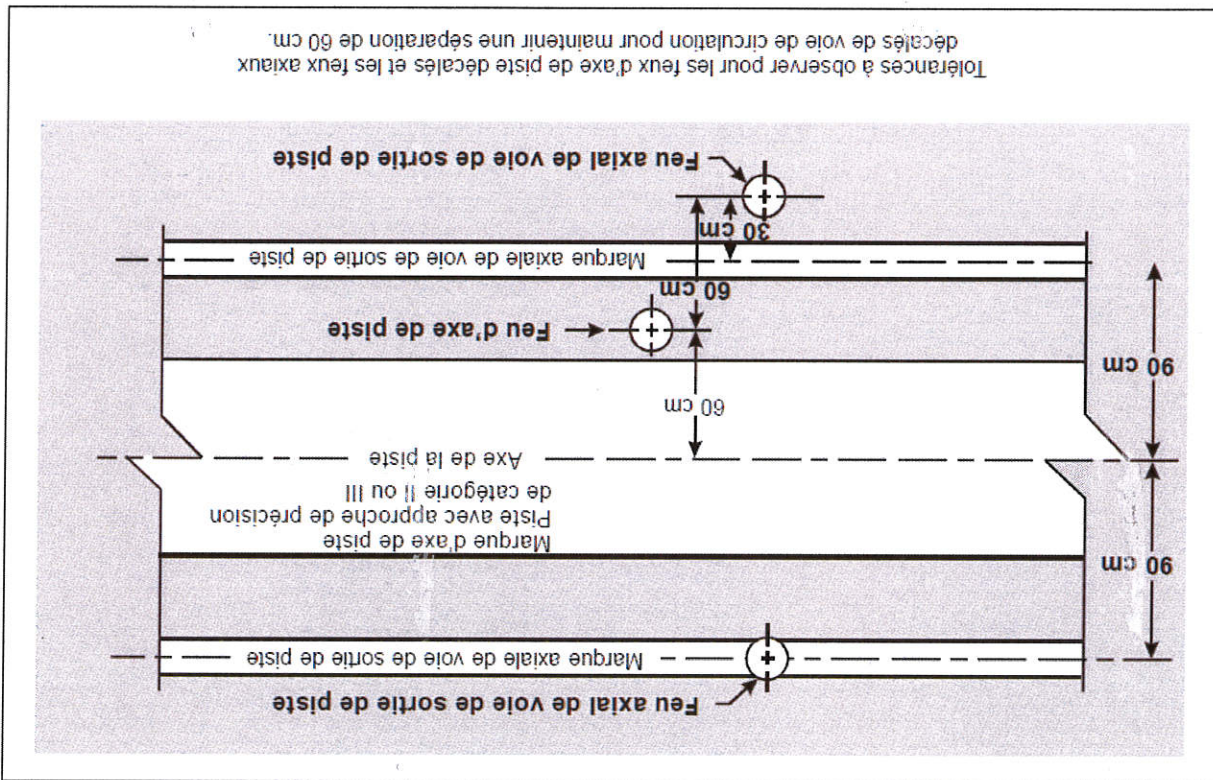 Feu axial de voie de sortie de piste
Marque axiale de voie de sortie de piste
90 cm
Marque d'axe de piste
Piste avec approche de précision
de catégorie II ou III
Axe de la piste
60 cm
90 cm
Feu d'axe de piste
60 cm
Marque axiale de voie de sortie de piste
30 cm
Feu axial de voie de sortie de piste
Tolérances à observer pour les feux d'axe de piste décalés et les feux axiaux
décalés de voie de circulation pour maintenir une séparation de 60 cm.